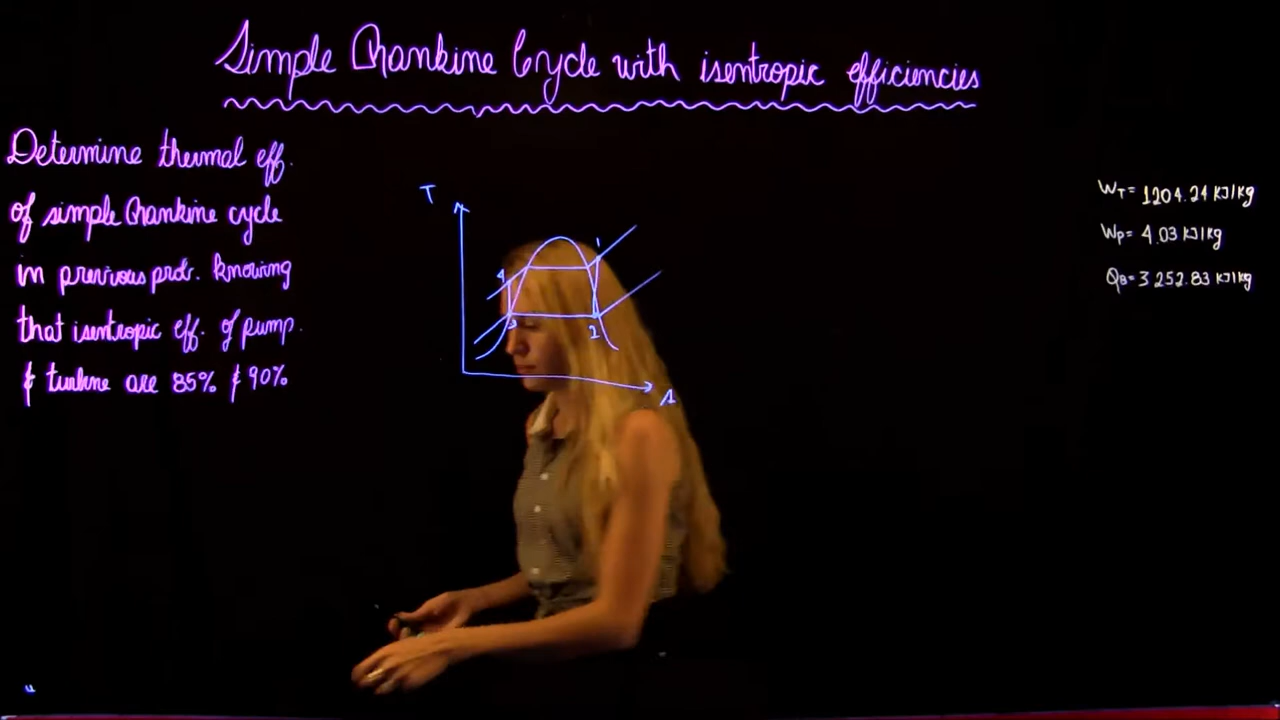 Simple Rankine Cycle with isentropic efficiencies
Determine thermal eff.
of simple Rankine cycle
in previous prob. knowing
that isentropic eff. of pump
& turbine are 85% & 90%
T
1
4
3
2
s
WT= 1204.24 KJ/kg
Wp= 4.03 KJ/kg
QB= 3 252.83 KJ/kg